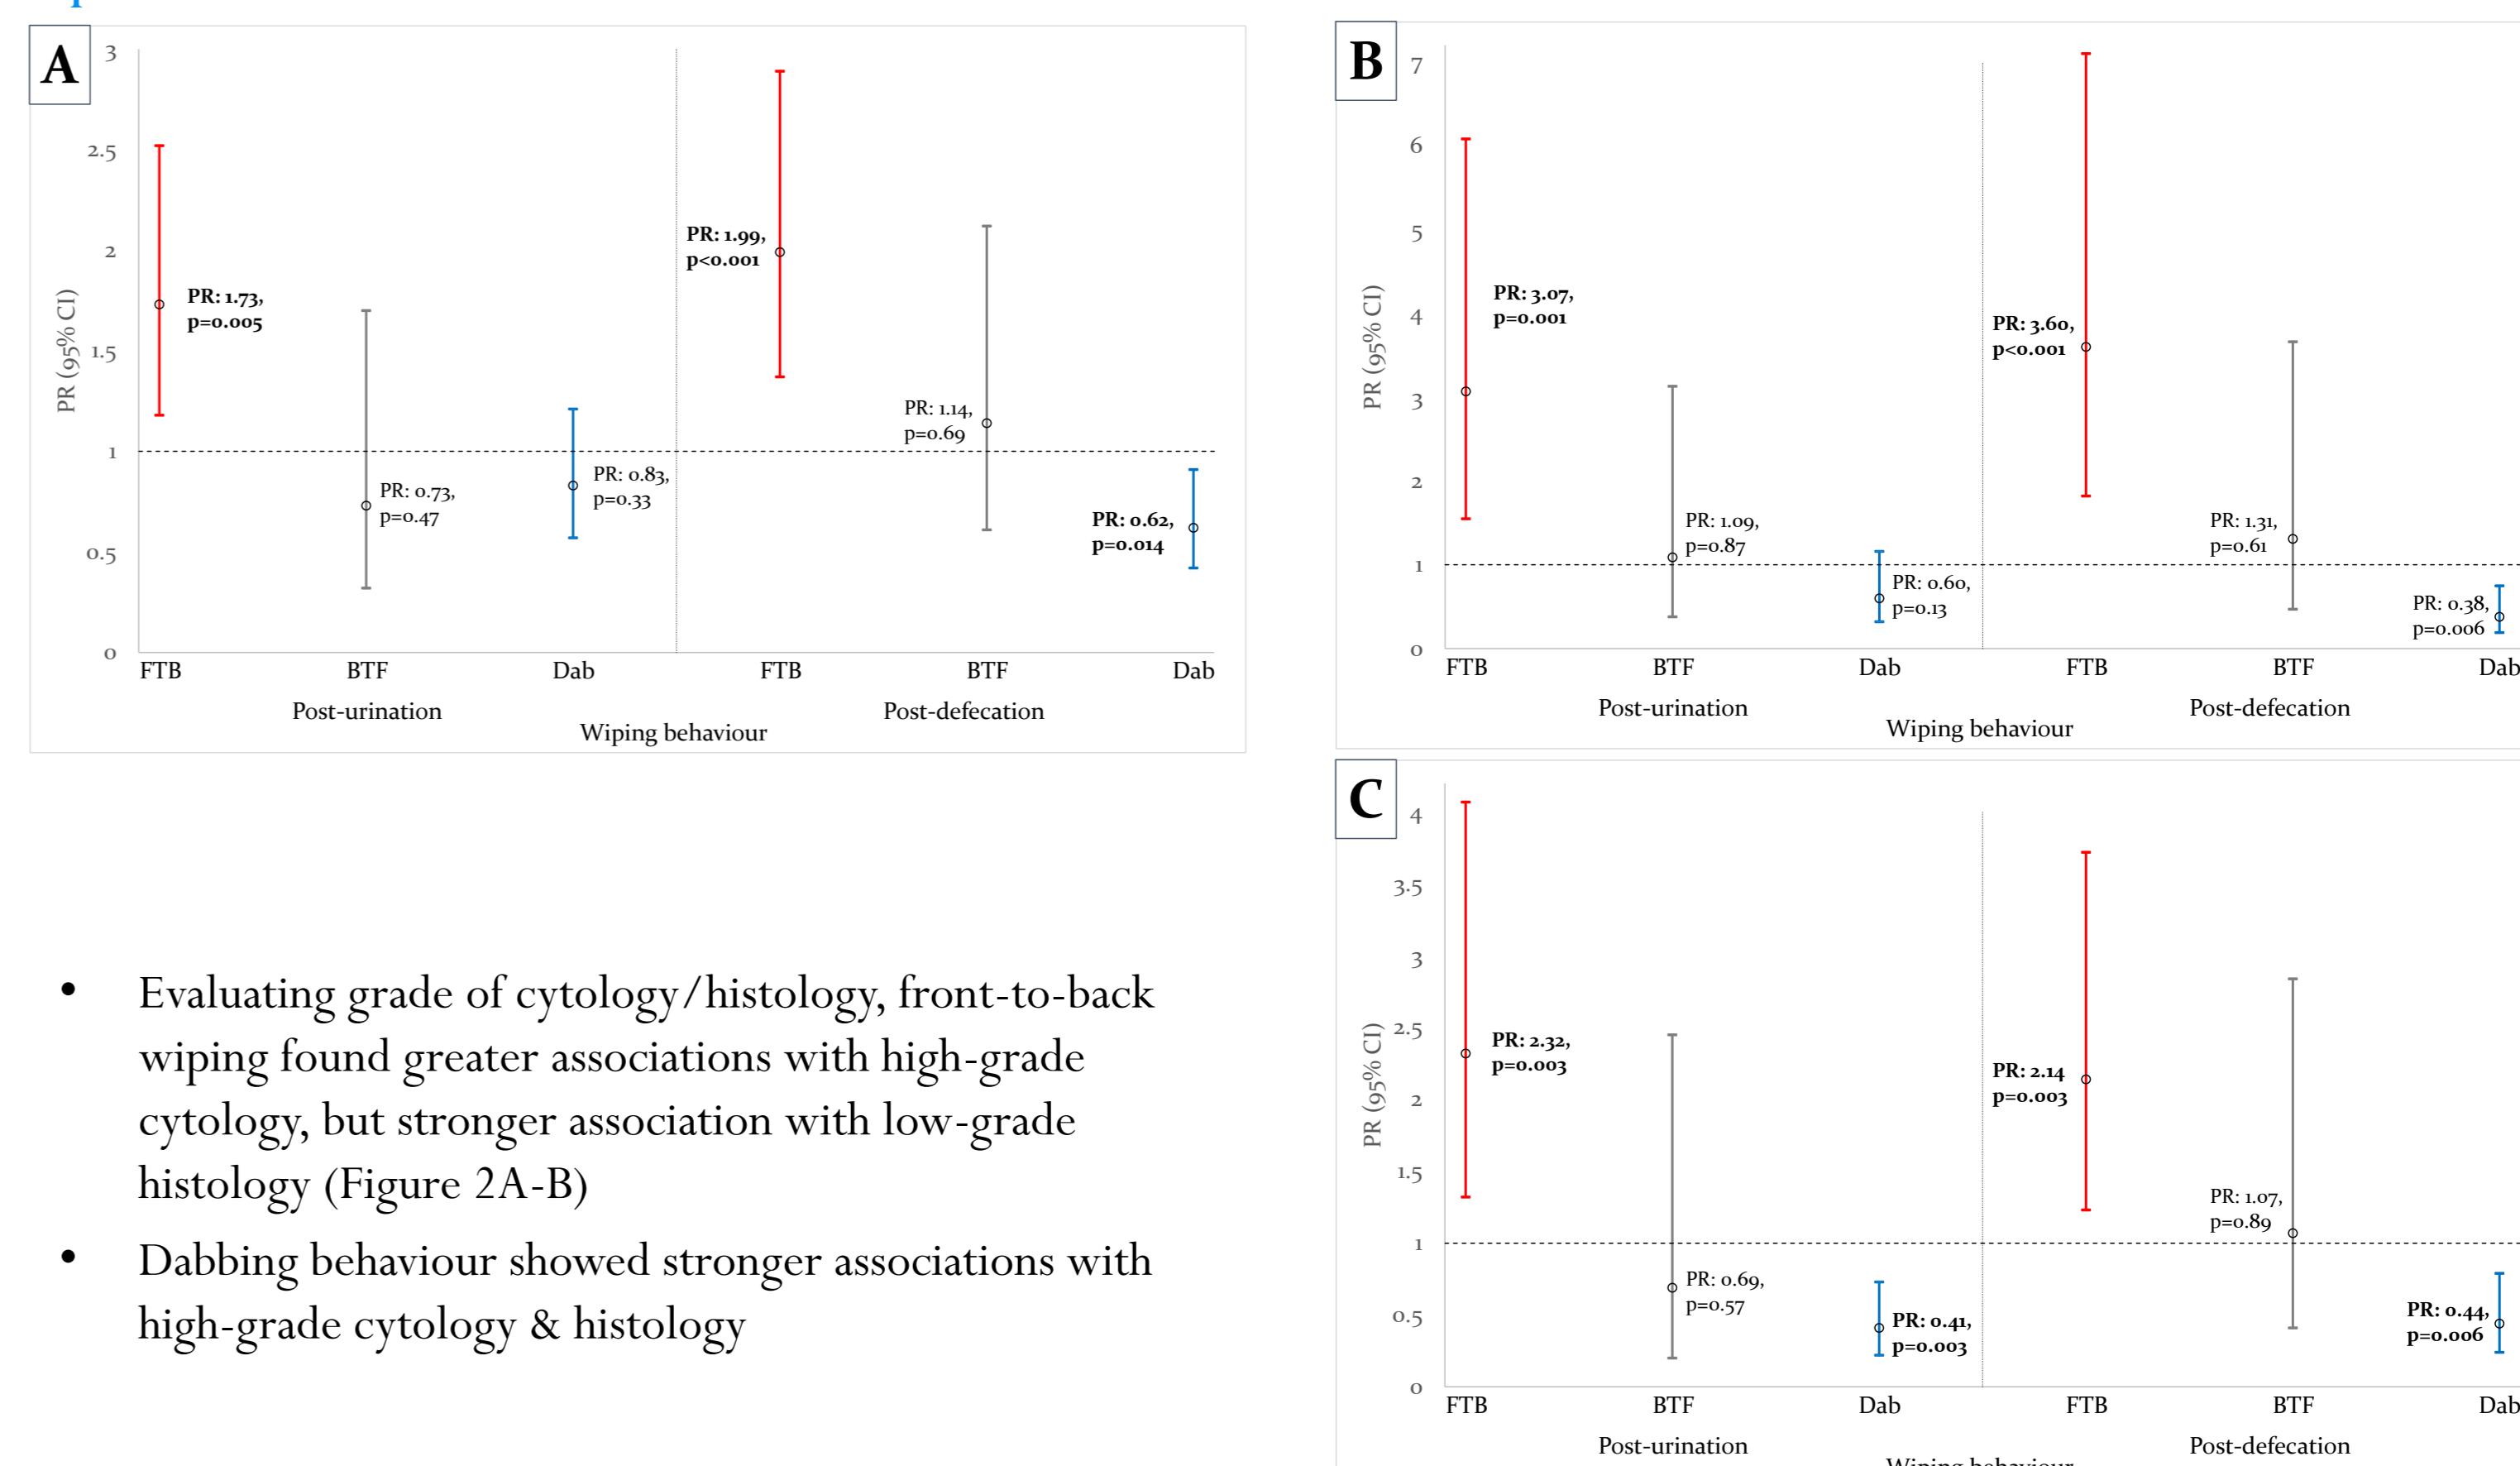 A
3
2.5
2
1.5
1
0.5
0
PR (95% CI)
PR: 1.73,
p=0.005
PR: 0.73,
p=0.47
PR: 0.83,
p=0.33
PR: 1.99,
p<0.001
PR: 1.14,
p=0.69
PR: 0.62,
p=0.014
FTB BTF Dab FTB BTF Dab
Post-urination Post-defecation
Wiping behaviour
B
7
6
5
4
3
2
1
0
PR (95% CI)
PR: 3.07,
p=0.001
PR: 1.09,
p=0.87
PR: 0.60,
p=0.13
PR: 3.60,
p<0.001
PR: 1.31,
p=0.61
PR: 0.38,
p=0.006
FTB BTF Dab FTB BTF Dab
Post-urination Post-defecation
Wiping behaviour
• Evaluating grade of cytology/histology, front-to-back
wiping found greater associations with high-grade
cytology, but stronger association with low-grade
histology (Figure 2A-B)
• Dabbing behaviour showed stronger associations with
high-grade cytology & histology
C
4
3.5
3
2.5
2
1.5
1
0.5
0
PR (95% CI)
PR: 2.32,
p=0.003
PR: 0.69,
p=0.57
PR: 0.41,
p=0.003
PR: 2.14
p=0.003
PR: 1.07,
p=0.89
PR: 0.44,
p=0.006
FTB BTF Dab FTB BTF Dab
Post-urination Post-defecation
Wiping behaviour